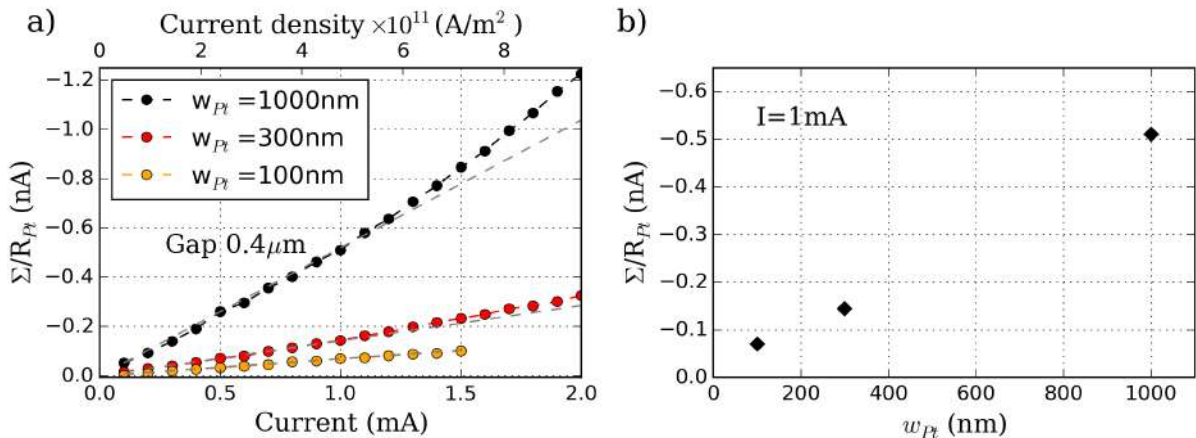 a)
Current density ×10¹¹ (A/m²)
0 2 4 6 8
−1.2
−1.0
−0.8
−0.6
−0.4
−0.2
0.0
Σ/R_Pt (nA)
w_Pt =1000nm
w_Pt =300nm
w_Pt =100nm
Gap 0.4μm
0.0 0.5 1.0 1.5 2.0
Current (mA)
b)
−0.6
−0.5
−0.4
−0.3
−0.2
−0.1
0.0
Σ/R_Pt (nA)
I=1mA
0 200 400 600 800 1000
w_Pt (nm)